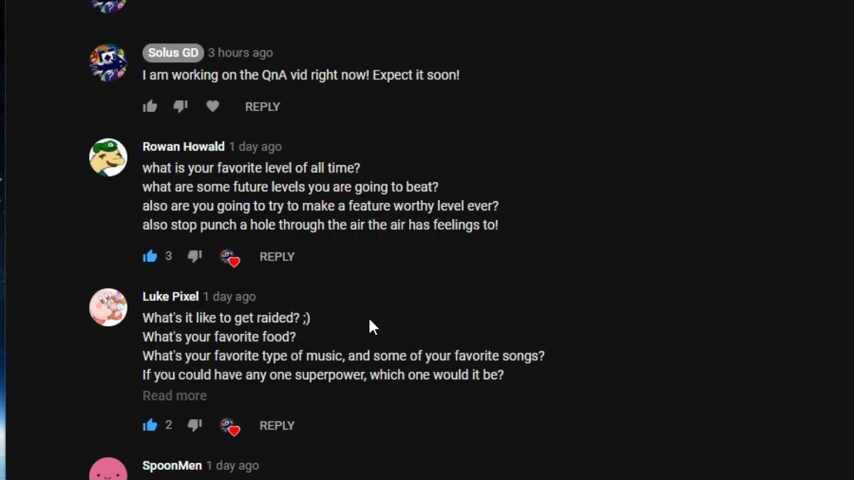 Solus GD 3 hours ago
I am working on the QnA vid right now! Expect it soon!
REPLY
Rowan Howald 1 day ago
what is your favorite level of all time?
what are some future levels you are going to beat?
also are you going to try to make a feature worthy level ever?
also stop punch a hole through the air the air has feelings to!
3 REPLY
Luke Pixel 1 day ago
What's it like to get raided? ;)
What's your favorite food?
What's your favorite type of music, and some of your favorite songs?
If you could have any one superpower, which one would it be?
Read more
2 REPLY
SpoonMen 1 day ago